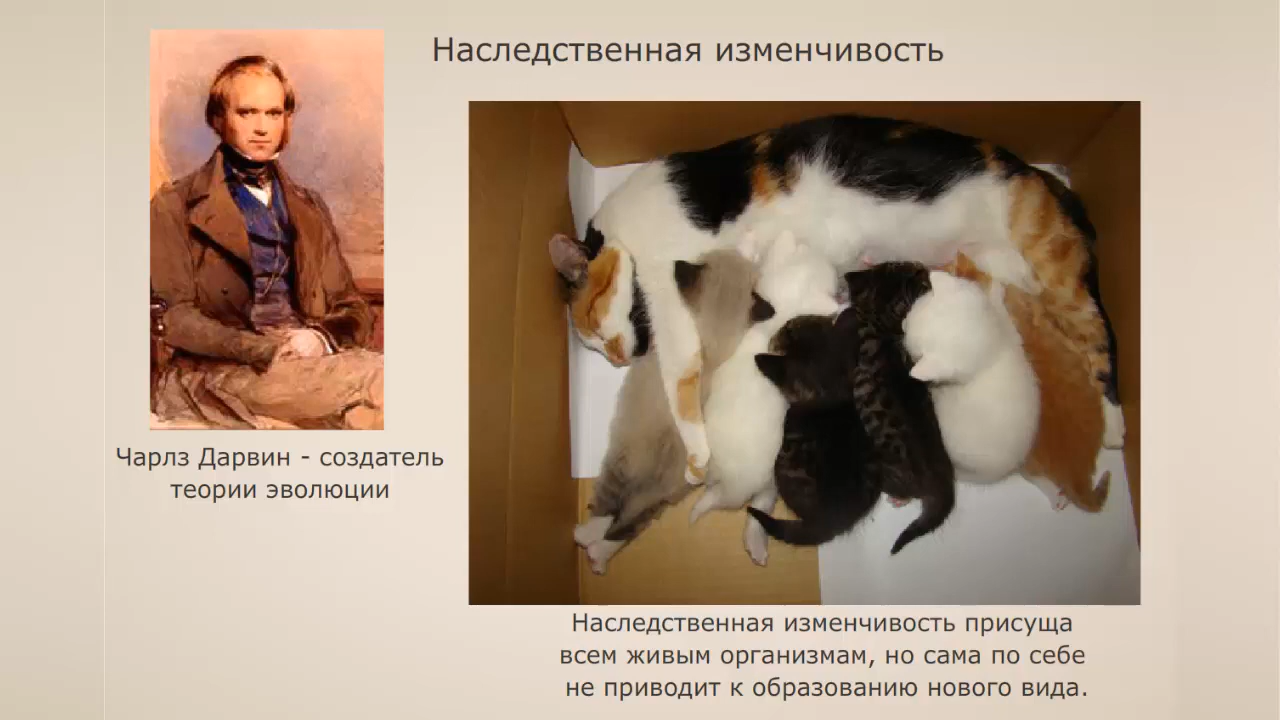 Наследственная изменчивость
Чарлз Дарвин - создатель
теории эволюции
Наследственная изменчивость присуща
всем живым организмам, но сама по себе
не приводит к образованию нового вида.